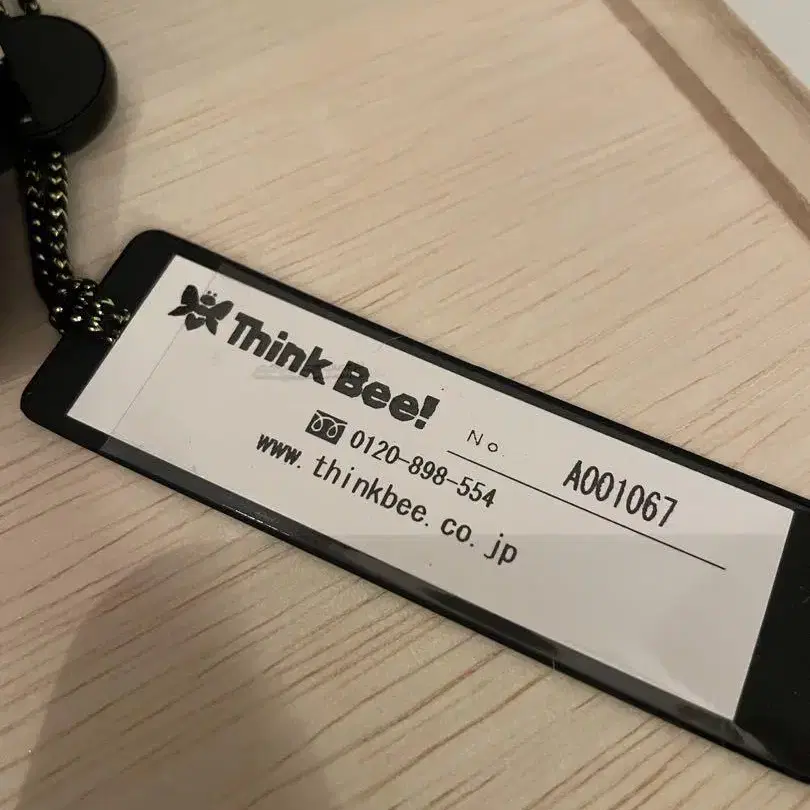 Think Bee!
0120-898-554
www.thinkbee.co.jp
No. A001067